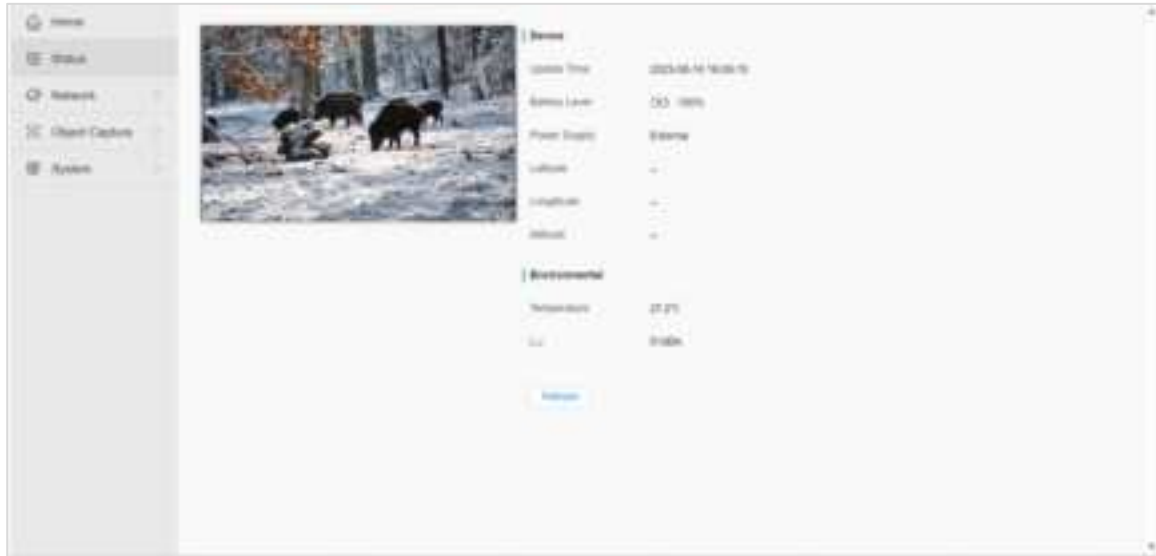 Home
Status
Network
Object Capture
System
Device
Update Time
Battery Level 100%
Power Supply External
Latitude --
Longitude --
Altitude --
Environmental
Temperature
Lux